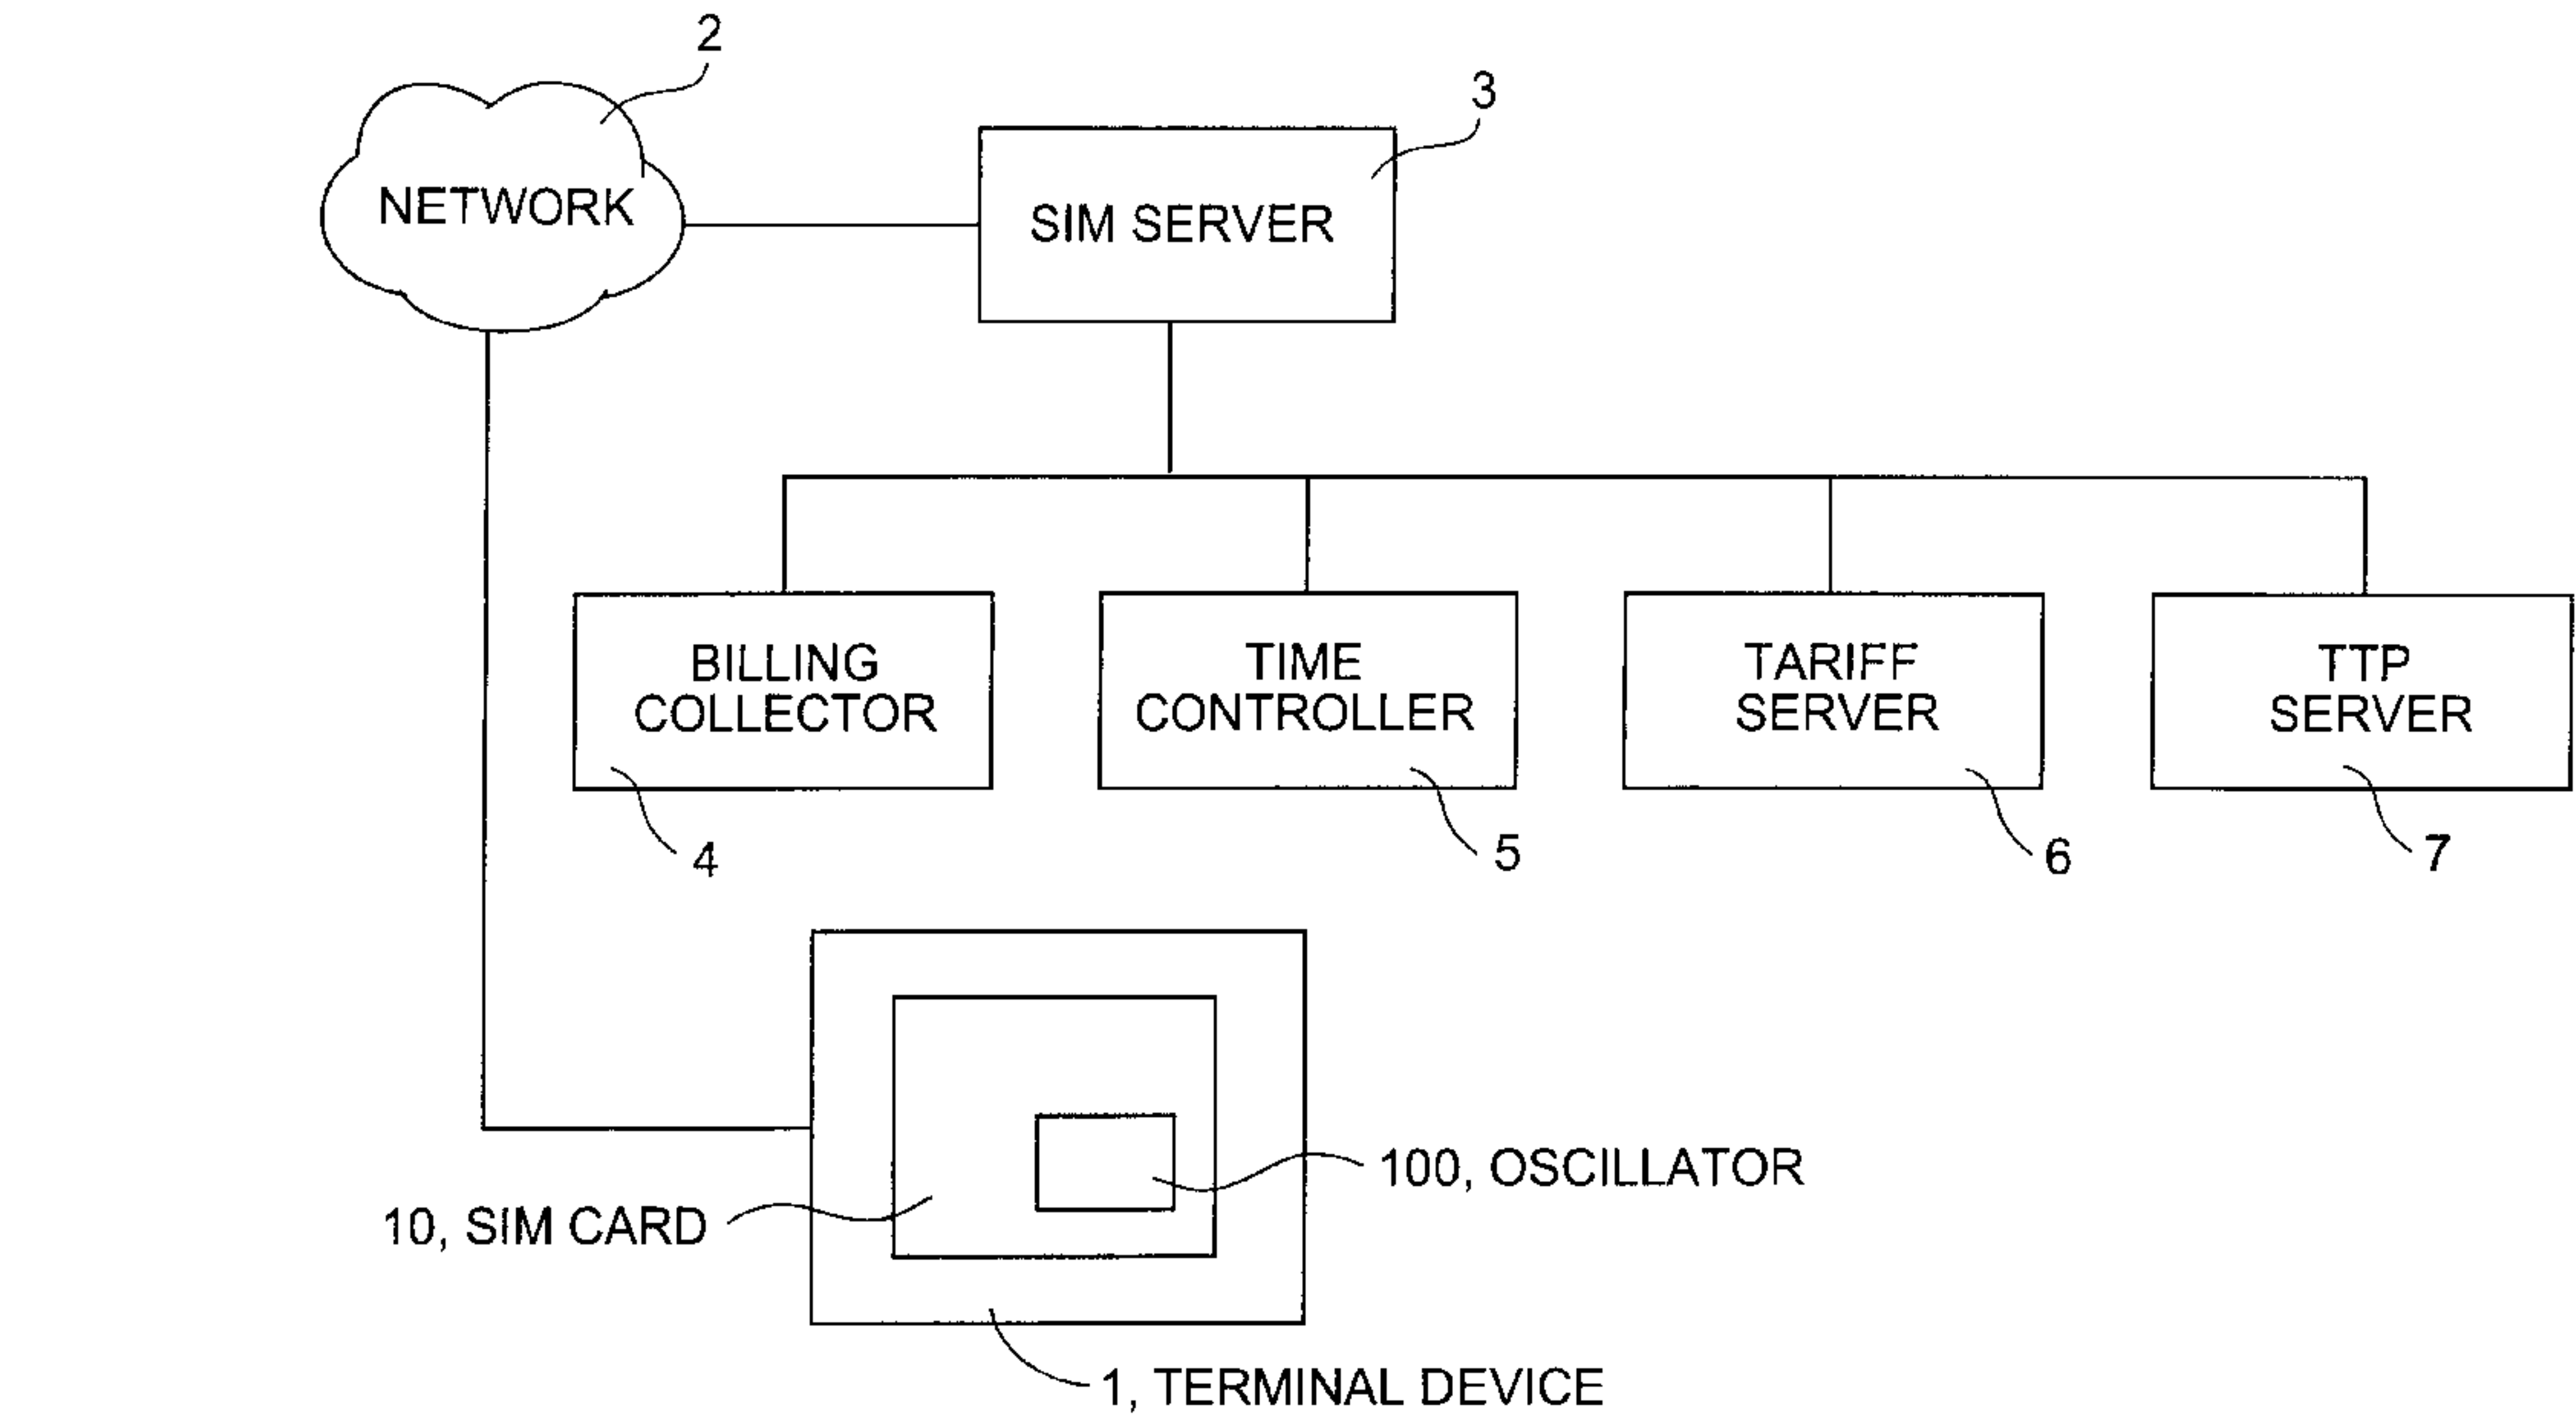 2
3
NETWORK
SIM SERVER
BILLING
COLLECTOR
TIME
CONTROLLER
TARIFF
SERVER
TTP
SERVER
4
5
6
7
100, OSCILLATOR
10, SIM CARD
1, TERMINAL DEVICE